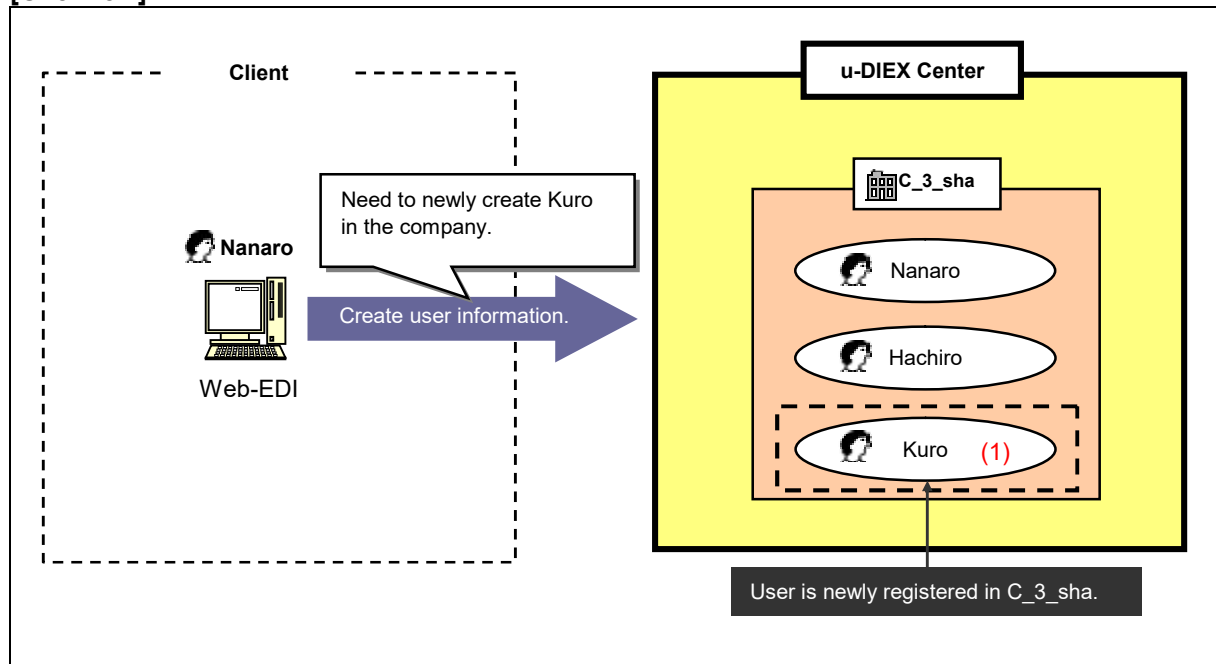 Client
u-DIEX Center
C_3_sha
Need to newly create Kuro
in the company.
Nanaro
Nanaro
Create user information.
Hachiro
Web-EDI
Kuro (1)
User is newly registered in C_3_sha.